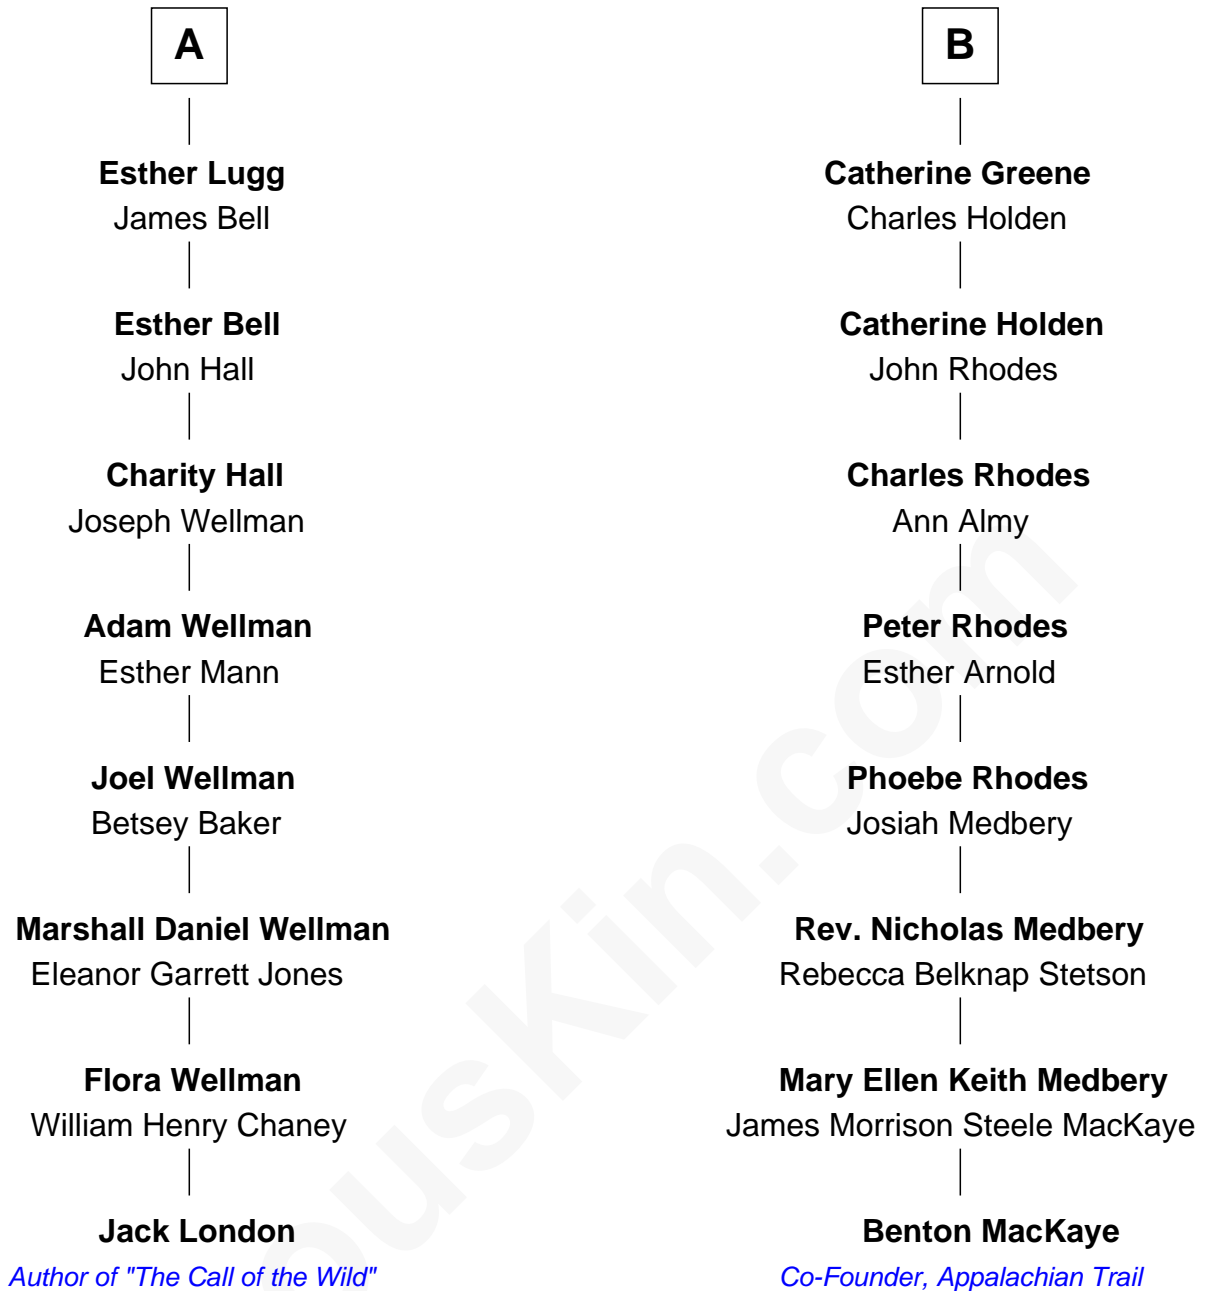 A
Esther Lugg
James Bell
Esther Bell
John Hall
Charity Hall
Joseph Wellman
Adam Wellman
Esther Mann
Joel Wellman
Betsey Baker
Marshall Daniel Wellman
Eleanor Garrett Jones
Flora Wellman
William Henry Chaney
Jack London
Author of "The Call of the Wild"
B
Catherine Greene
Charles Holden
Catherine Holden
John Rhodes
Charles Rhodes
Ann Almy
Peter Rhodes
Esther Arnold
Phoebe Rhodes
Josiah Medbery
Rev. Nicholas Medbery
Rebecca Belknap Stetson
Mary Ellen Keith Medbery
James Morrison Steele MacKaye
Benton MacKaye
Co-Founder, Appalachian Trail
ousKin.com